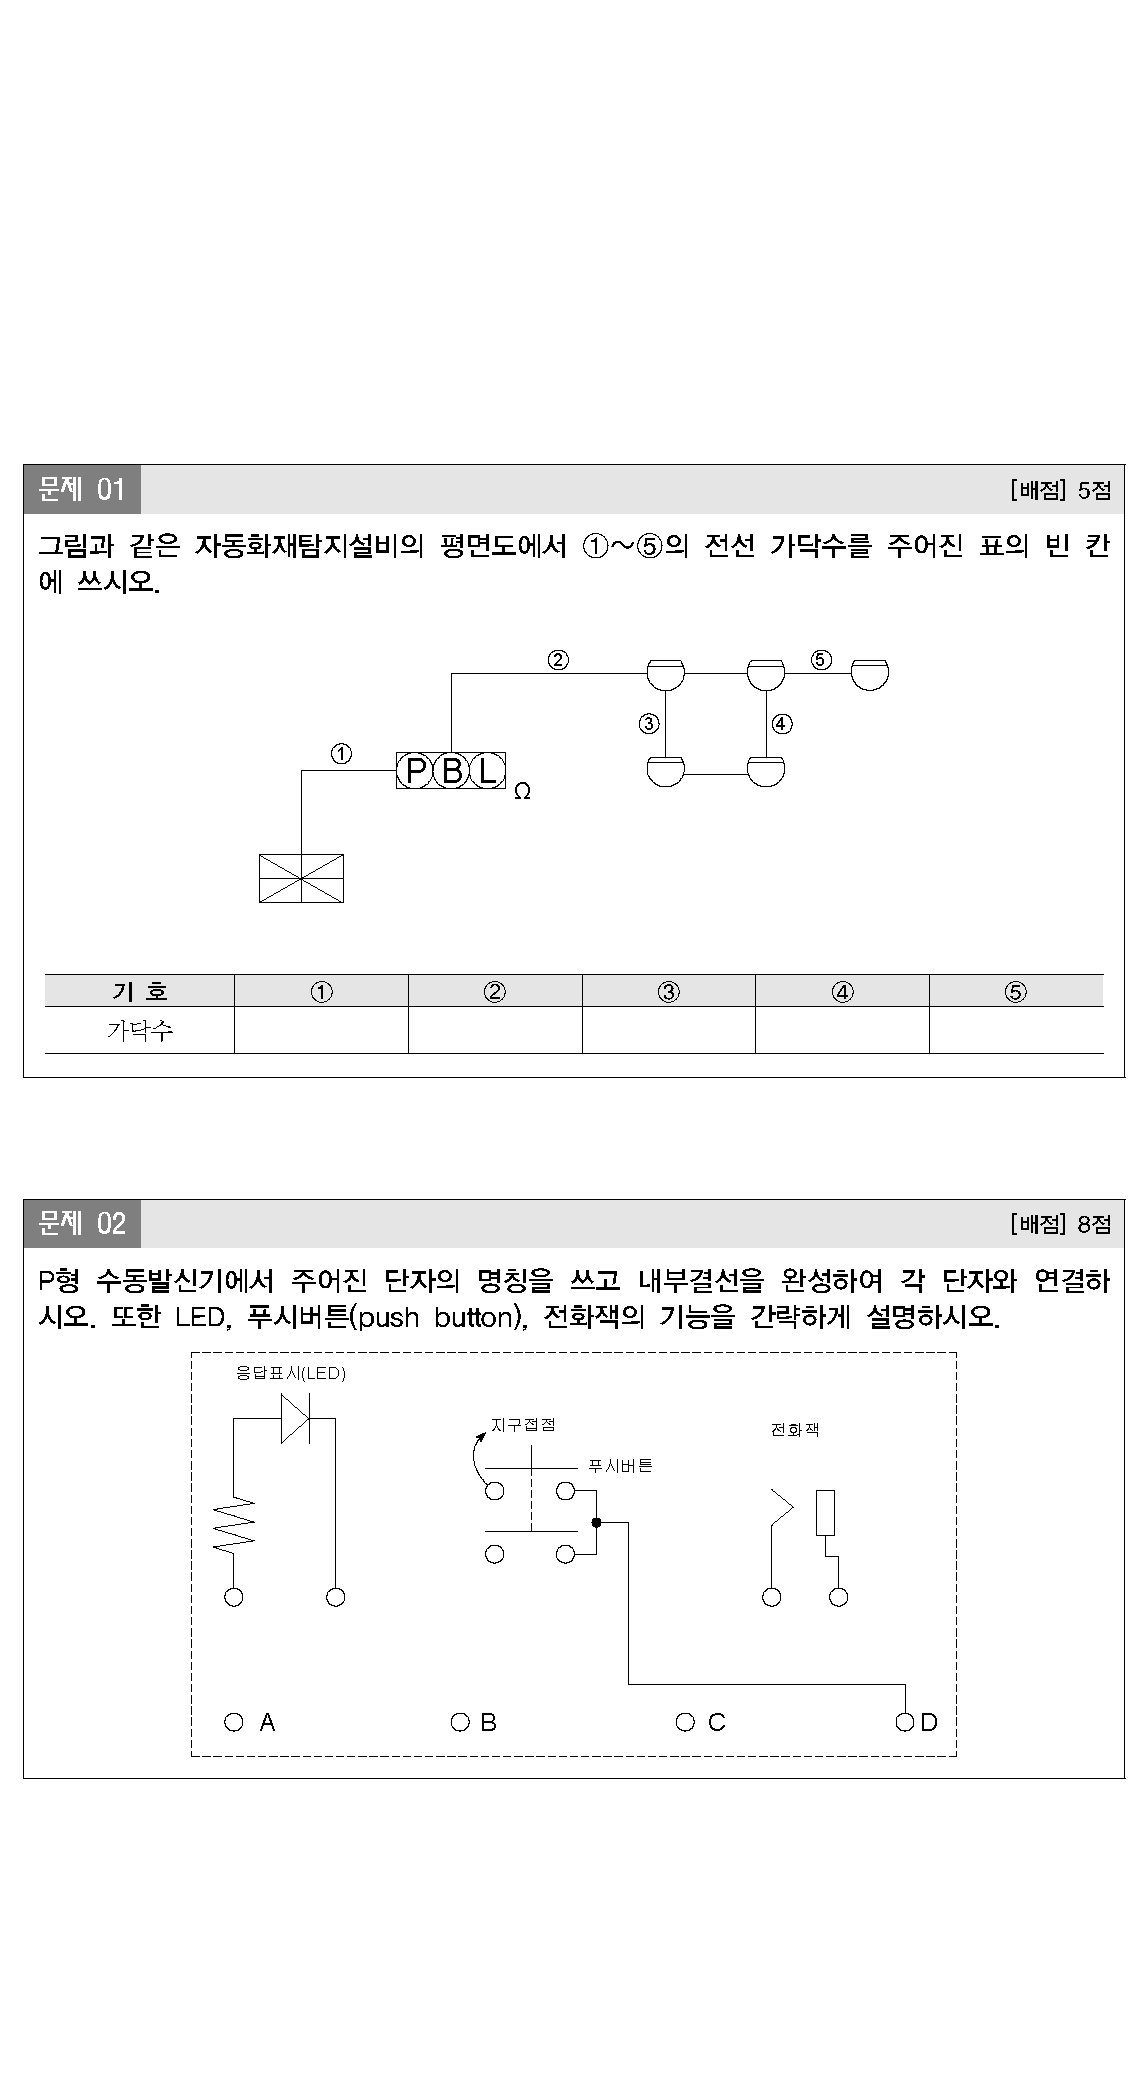 문제 01 [배점] 5점
그림과 같은 자동화재탐지설비의 평면도에서 ①~⑤의 전선 가닥수를 주어진 표의 빈 칸
에 쓰시오.
② ⑤
③ ④
①
P B L
Ω
기 호 ① ② ③ ④ ⑤
가닥수
문제 02 [배점] 8점
P형 수동발신기에서 주어진 단자의 명칭을 쓰고 내부결선을 완성하여 각 단자와 연결하
시오. 또한 LED, 푸시버튼(push button), 전화잭의 기능을 간략하게 설명하시오.
응답표시(LED)
지구접점
전화잭
푸시버튼
A B C D